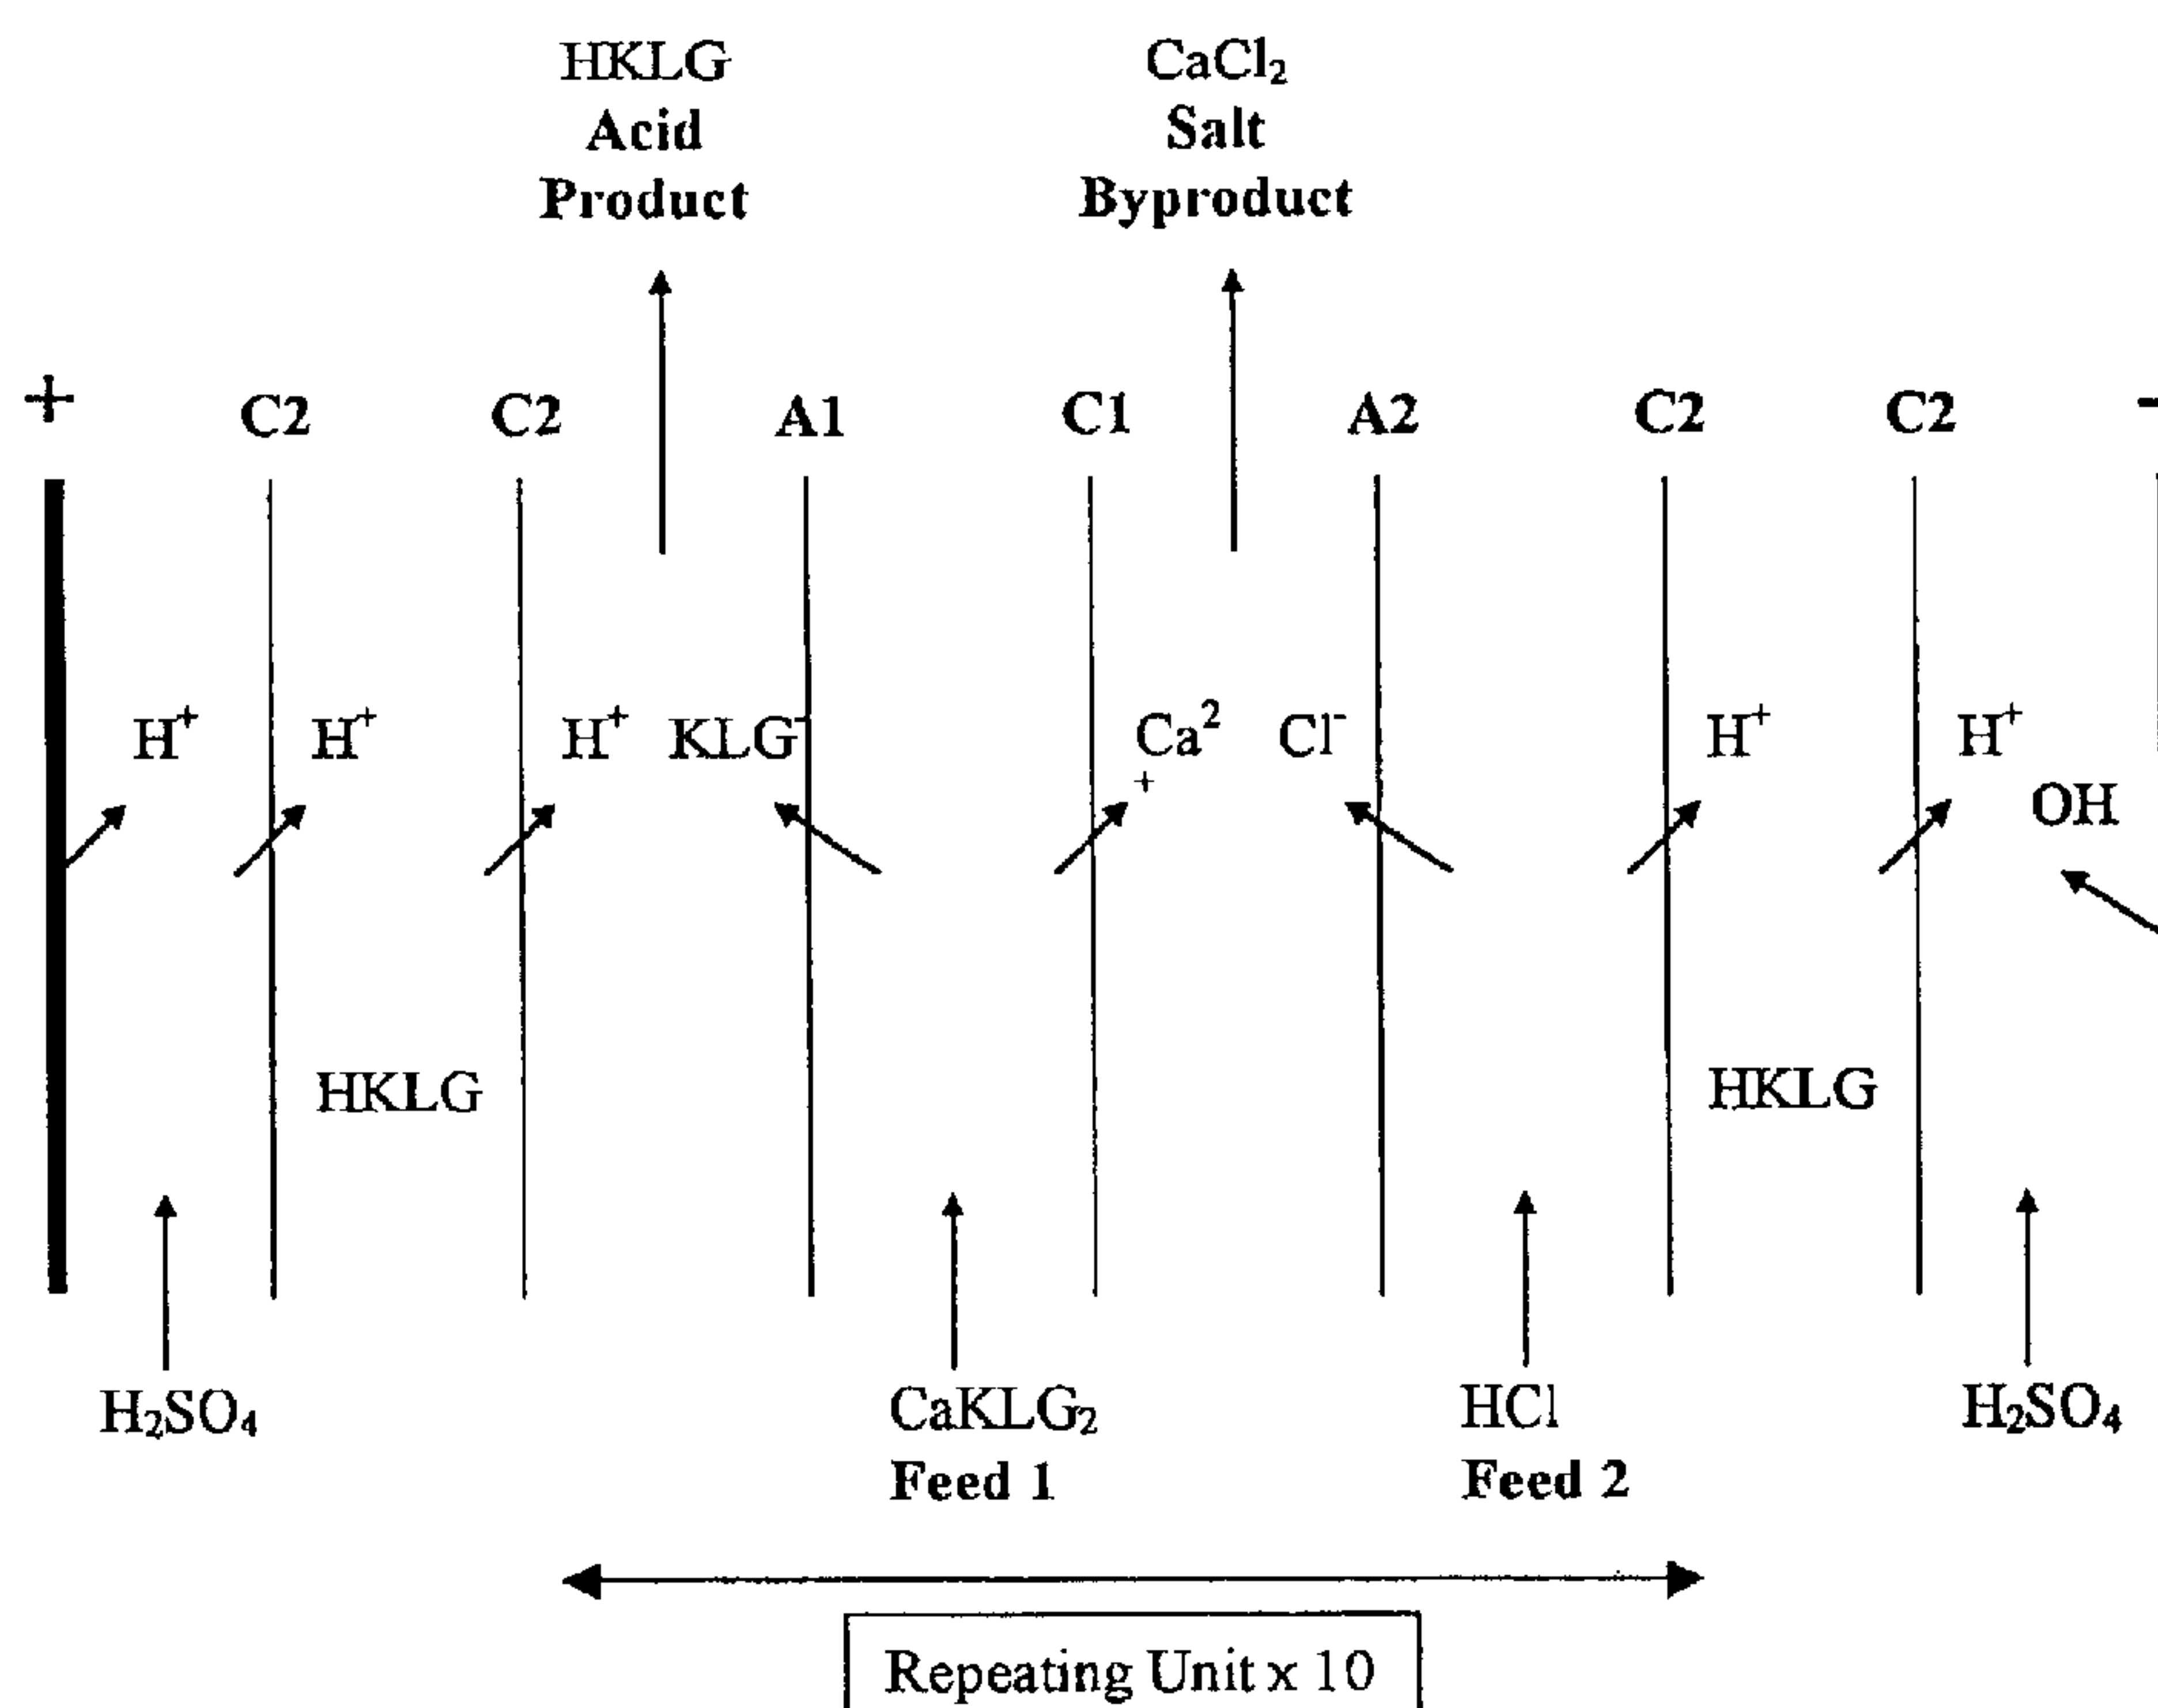 HKLG
Acid
Product
CaCl₂
Salt
Byproduct
+ C2 C2 A1 C1 A2 C2 C2 -
H⁺ H⁺ H⁺ KLG⁻ Ca²
+
Cl⁻ H⁺ H⁺
OH
HKLG HKLG
H₂SO₄
CaKLG₂
Feed 1
HCl
Feed 2
H₂SO₄
Repeating Unit x 10